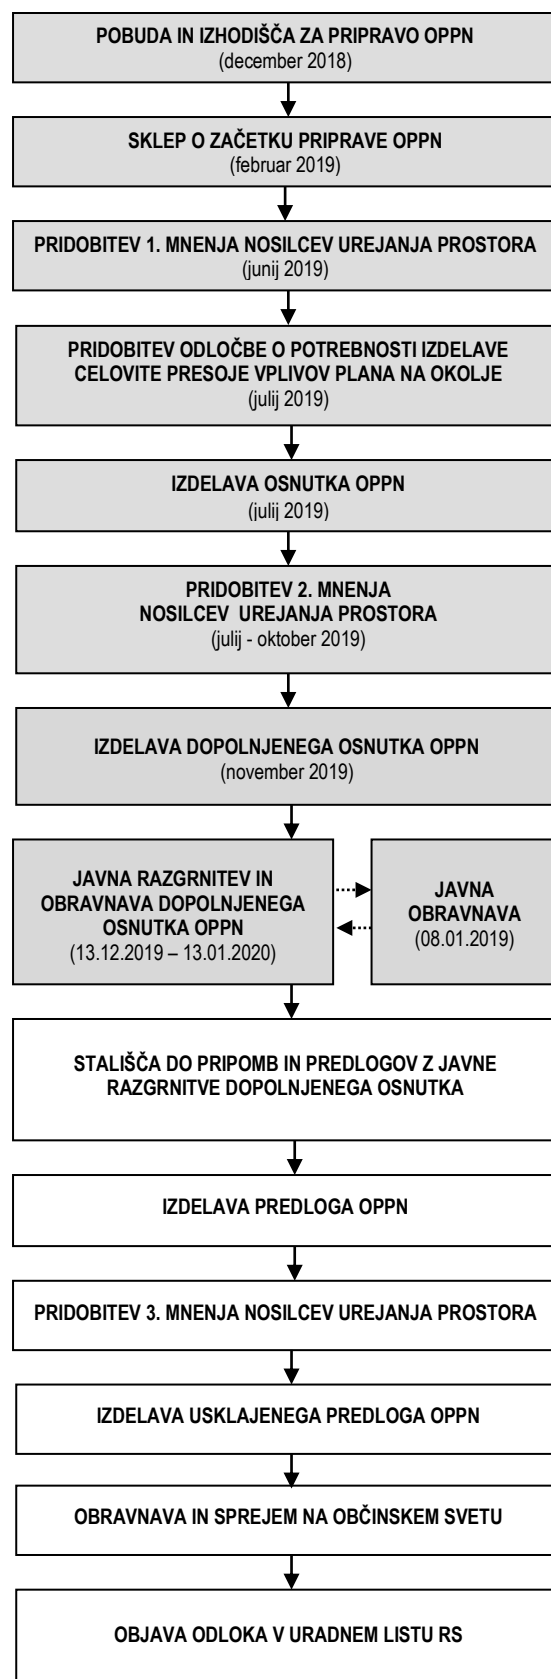 POBUDA IN IZHODIŠČA ZA PRIPRAVO OPPN
(december 2018)
SKLEP O ZAČETKU PRIPRAVE OPPN
(februar 2019)
PRIDOBITEV 1. MNENJA NOSILCEV UREJANJA PROSTORA
(junij 2019)
PRIDOBITEV ODLOČBE O POTREBNOSTI IZDELAVE
CELOVITE PRESOJE VPLIVOV PLANA NA OKOLJE
(julij 2019)
IZDELAVA OSNUTKA OPPN
(julij 2019)
PRIDOBITEV 2. MNENJA
NOSILCEV UREJANJA PROSTORA
(julij - oktober 2019)
IZDELAVA DOPOLNJENEGA OSNUTKA OPPN
(november 2019)
JAVNA RAZGRNITEV IN
OBRAVNAVA DOPOLNJENEGA
OSNUTKA OPPN
(13.12.2019 – 13.01.2020)
JAVNA
OBRAVNAVA
(08.01.2019)
STALIŠČA DO PRIPOMB IN PREDLOGOV Z JAVNE
RAZGRNITVE DOPOLNJENEGA OSNUTKA
IZDELAVA PREDLOGA OPPN
PRIDOBITEV 3. MNENJA NOSILCEV UREJANJA PROSTORA
IZDELAVA USKLAJENEGA PREDLOGA OPPN
OBRAVNAVA IN SPREJEM NA OBČINSKEM SVETU
OBJAVA ODLOKA V URADNEM LISTU RS